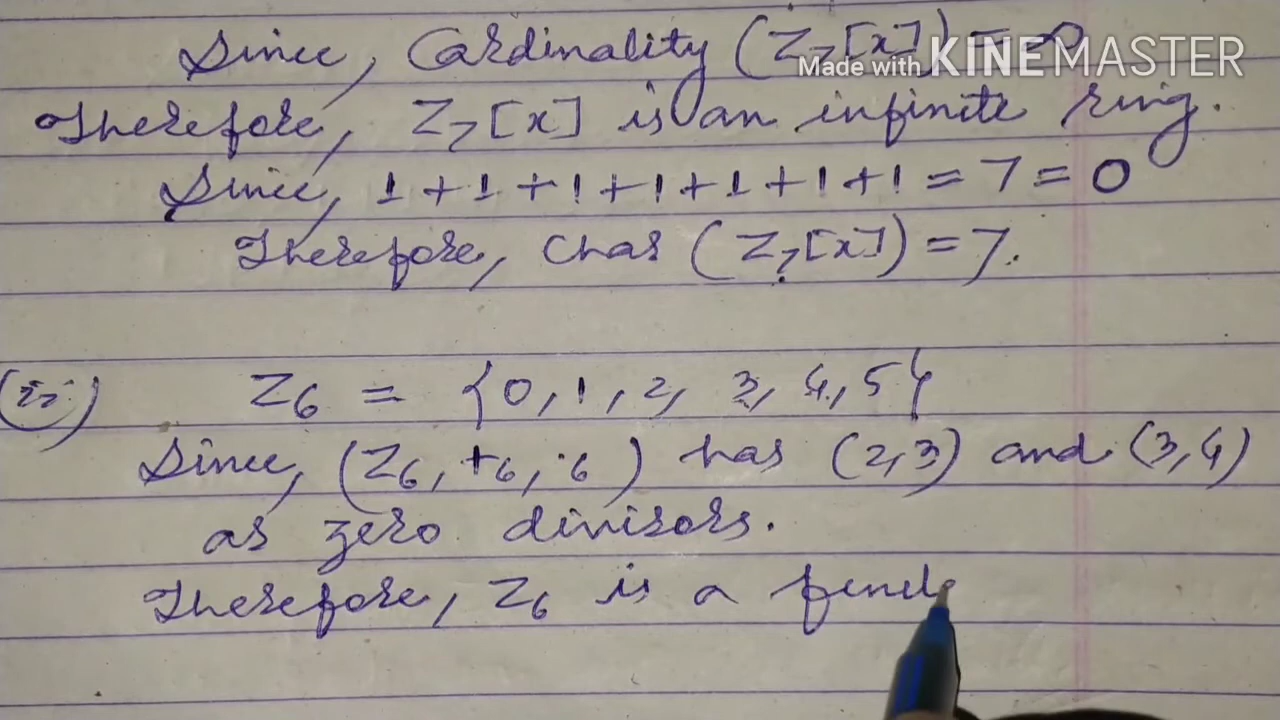 Since, Cardinality (Z7[x]) = ∞
Made with KINEMASTER
Therefore, Z7[x] is an infinite ring.
Since, 1+1+1+1+1+1+1 = 7 = 0
Therefore, Char (Z7[x]) = 7.
(ii) Z6 = {0, 1, 2, 3, 4, 5}
Since, (Z6, +6, ·6) has (2,3) and (3,4)
as zero divisors.
Therefore, Z6 is a